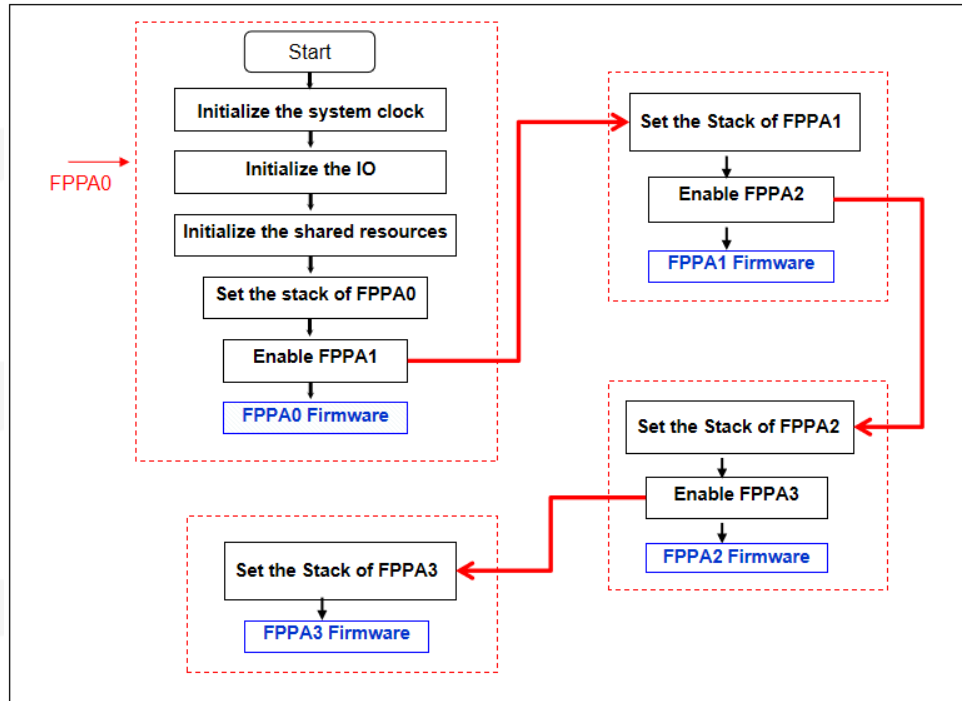 Start
Initialize the system clock
Initialize the IO
FPPA0
Initialize the shared resources
Set the stack of FPPA0
Enable FPPA1
FPPA0 Firmware
Set the Stack of FPPA1
Enable FPPA2
FPPA1 Firmware
Set the Stack of FPPA2
Enable FPPA3
FPPA2 Firmware
Set the Stack of FPPA3
FPPA3 Firmware